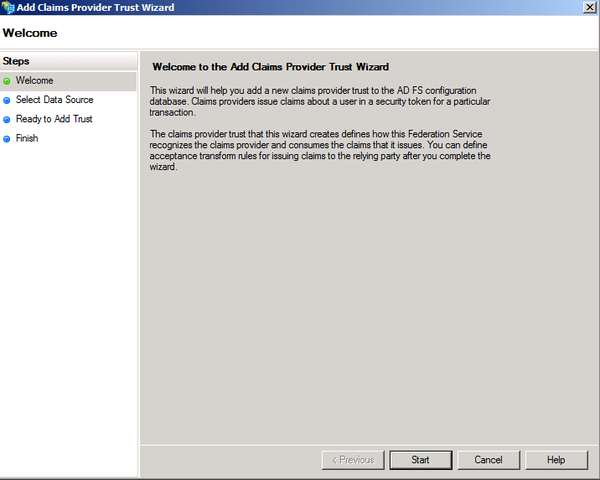 Add Claims Provider Trust Wizard
Welcome
Steps
Welcome
Select Data Source
Ready to Add Trust
Finish
Welcome to the Add Claims Provider Trust Wizard
This wizard will help you add a new claims provider trust to the AD FS configuration
database. Claims providers issue claims about a user in a security token for a particular
transaction.
The claims provider trust that this wizard creates defines how this Federation Service
recognizes the claims provider and consumes the claims that it issues. You can define
acceptance transform rules for issuing claims to the relying party after you complete the
wizard.
< Previous
Start
Cancel
Help